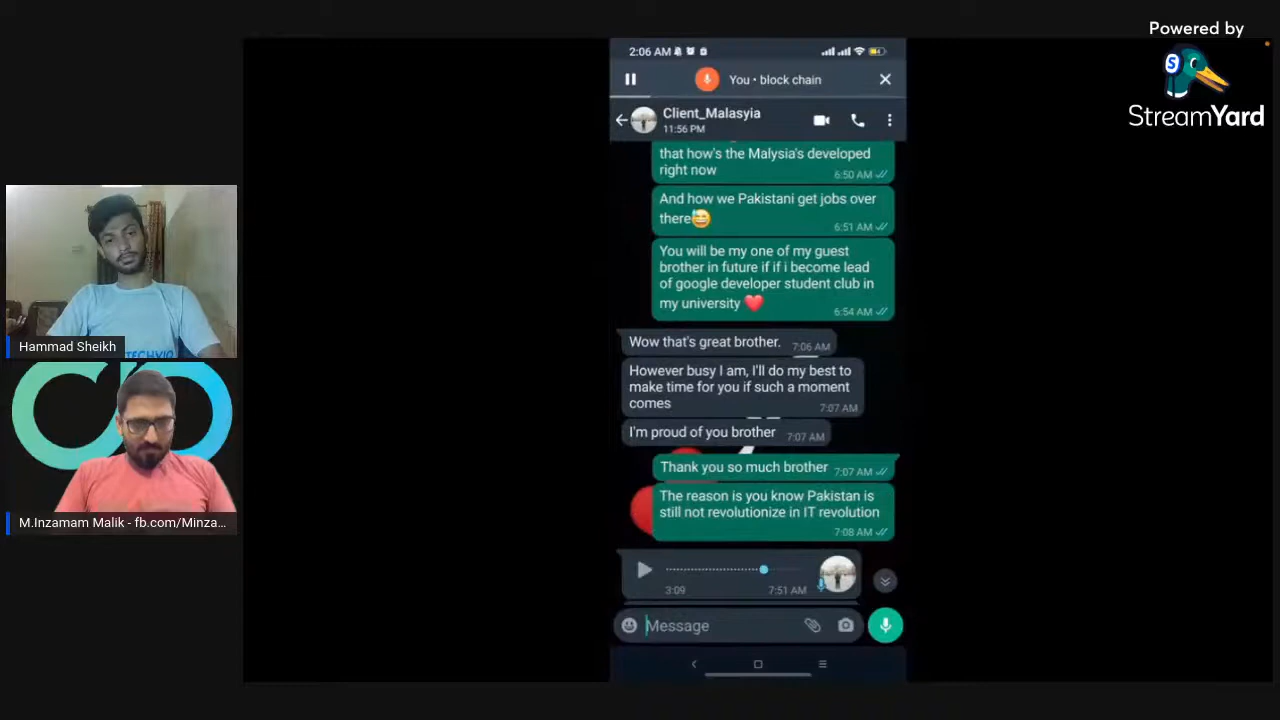 Powered by
StreamYard
2:06 AM
You • block chain
Client_Malasyia
11:56 PM
that how's the Malysia's developed
right now
6:50 AM
And how we Pakistani get jobs over
there😅
6:51 AM
You will be my one of my guest
brother in future if if i become lead
of google developer student club in
my university ❤️
6:54 AM
Wow that's great brother.
7:06 AM
However busy I am, I'll do my best to
make time for you if such a moment
comes
7:07 AM
I'm proud of you brother
7:07 AM
Thank you so much brother
7:07 AM
The reason is you know Pakistan is
still not revolutionize in IT revolution
7:08 AM
3:09
7:51 AM
Message
Hammad Sheikh
M.Inzamam Malik - fb.com/Minza...